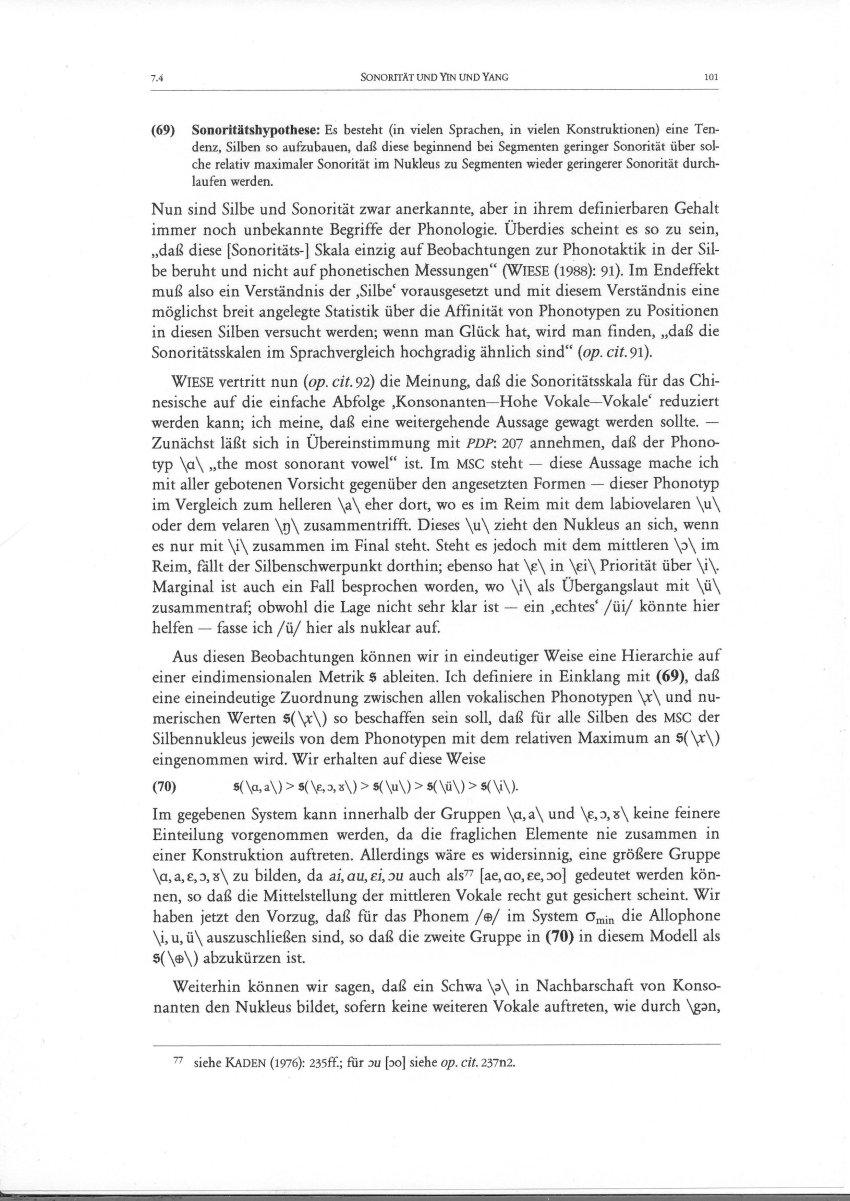 7.4 SONORITÄT UND YIN UND YANG 101
(69) Sonoritätshypothese: Es besteht (in vielen Sprachen, in vielen Konstruktionen) eine Ten-
denz, Silben so aufzubauen, daß diese beginnend bei Segmenten geringer Sonorität über sol-
che relativ maximaler Sonorität im Nukleus zu Segmenten wieder geringerer Sonorität durch-
laufen werden.
Nun sind Silbe und Sonorität zwar anerkannte, aber in ihrem definierbaren Gehalt
immer noch unbekannte Begriffe der Phonologie. Überdies scheint es so zu sein,
„daß diese [Sonoritäts-] Skala einzig auf Beobachtungen zur Phonotaktik in der Sil-
be beruht und nicht auf phonetischen Messungen“ (WIESE (1988): 91). Im Endeffekt
muß also ein Verständnis der ‚Silbe‘ vorausgesetzt und mit diesem Verständnis eine
möglichst breit angelegte Statistik über die Affinität von Phonotypen zu Positionen
in diesen Silben versucht werden; wenn man Glück hat, wird man finden, „daß die
Sonoritätsskalen im Sprachvergleich hochgradig ähnlich sind“ (op. cit. 91).
WIESE vertritt nun (op. cit. 92) die Meinung, daß die Sonoritätsskala für das Chi-
nesische auf die einfache Abfolge ‚Konsonanten—Hohe Vokale—Vokale‘ reduziert
werden kann; ich meine, daß eine weitergehende Aussage gewagt werden sollte. —
Zunächst läßt sich in Übereinstimmung mit PDP: 207 annehmen, daß der Phono-
typ \ɑ\ „the most sonorant vowel“ ist. Im MSC steht — diese Aussage mache ich
mit aller gebotenen Vorsicht gegenüber den angesetzten Formen — dieser Phonotyp
im Vergleich zum helleren \a\ eher dort, wo es im Reim mit dem labiovelaren \u\
oder dem velaren \ŋ\ zusammentrifft. Dieses \u\ zieht den Nukleus an sich, wenn
es nur mit \i\ zusammen im Final steht. Steht es jedoch mit dem mittleren \ɔ\ im
Reim, fällt der Silbenschwerpunkt dorthin; ebenso hat \ɛ\ in \ɛi\ Priorität über \i\.
Marginal ist auch ein Fall besprochen worden, wo \i\ als Übergangslaut mit \ü\
zusammentraf; obwohl die Lage nicht sehr klar ist — ein ‚echtes‘ /üi/ könnte hier
helfen — fasse ich /ü/ hier als nuklear auf.
Aus diesen Beobachtungen können wir in eindeutiger Weise eine Hierarchie auf
einer eindimensionalen Metrik 𝕾 ableiten. Ich definiere in Einklang mit (69), daß
eine eineindeutige Zuordnung zwischen allen vokalischen Phonotypen \x\ und nu-
merischen Werten 𝕾(\x\) so beschaffen sein soll, daß für alle Silben des MSC der
Silbennukleus jeweils von dem Phonotypen mit dem relativen Maximum an 𝕾(\x\)
eingenommen wird. Wir erhalten auf diese Weise
(70) 𝕾(\ɑ, a\) > 𝕾(\ɛ, ɔ, ɤ\) > 𝕾(\u\) > 𝕾(\ü\) > 𝕾(\i\).
Im gegebenen System kann innerhalb der Gruppen \ɑ, a\ und \ɛ, ɔ, ɤ\ keine feinere
Einteilung vorgenommen werden, da die fraglichen Elemente nie zusammen in
einer Konstruktion auftreten. Allerdings wäre es widersinnig, eine größere Gruppe
\ɑ, a, ɛ, ɔ, ɤ\ zu bilden, da ai, ɑu, ɛi, ɔu auch als⁷⁷ [ae, ɑo, ɛe, ɔo] gedeutet werden kön-
nen, so daß die Mittelstellung der mittleren Vokale recht gut gesichert scheint. Wir
haben jetzt den Vorzug, daß für das Phonem /⊕/ im System σmin die Allophone
\i, u, ü\ auszuschließen sind, so daß die zweite Gruppe in (70) in diesem Modell als
𝕾(\⊕\) abzukürzen ist.
Weiterhin können wir sagen, daß ein Schwa \ə\ in Nachbarschaft von Konso-
nanten den Nukleus bildet, sofern keine weiteren Vokale auftreten, wie durch \gən,
⁷⁷ siehe KADEN (1976): 235ff.; für ɔu [ɔo] siehe op. cit. 237n2.